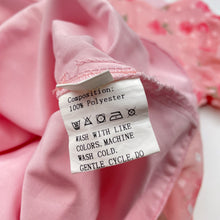 Composition:
100% Polyester
WASH WITH LIKE
COLORS. MACHINE
WASH COLD.
GENTLE CYCLE. DO